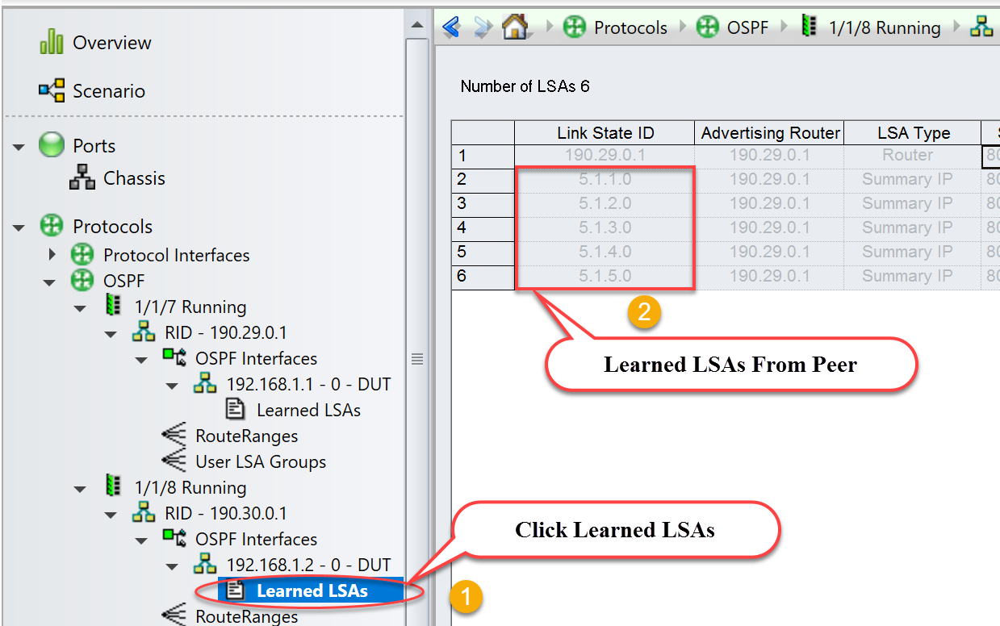 Overview
Scenario
Ports
Chassis
Protocols
Protocol Interfaces
OSPF
1/1/7 Running
RID - 190.29.0.1
OSPF Interfaces
192.168.1.1 - 0 - DUT
Learned LSAs
RouteRanges
User LSA Groups
1/1/8 Running
RID - 190.30.0.1
OSPF Interfaces
192.168.1.2 - 0 - DUT
Learned LSAs
RouteRanges
Protocols OSPF 1/1/8 Running
Number of LSAs 6
Link State ID Advertising Router LSA Type
1 190.29.0.1 190.29.0.1 Router 80
2 5.1.1.0 190.29.0.1 Summary IP 80
3 5.1.2.0 190.29.0.1 Summary IP 80
4 5.1.3.0 190.29.0.1 Summary IP 80
5 5.1.4.0 190.29.0.1 Summary IP 80
6 5.1.5.0 190.29.0.1 Summary IP 80
2
Learned LSAs From Peer
Click Learned LSAs
1